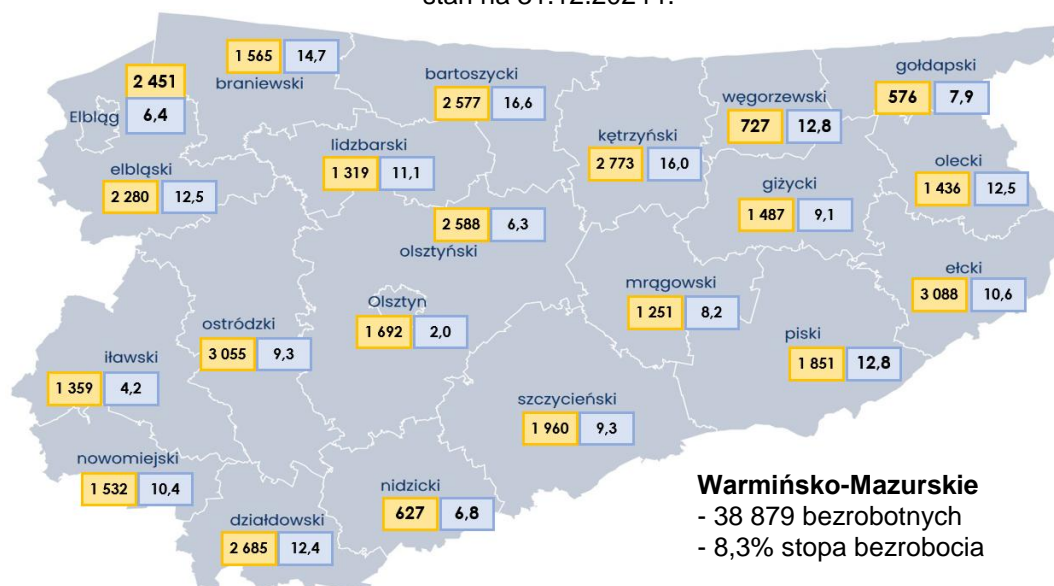 stan na 31.12.2021 r.
1 565 14,7
braniewski
2 451
6,4
Elbląg
bartoszycki
2 577 16,6
gołdapski
576 7,9
węgorzewski
727 12,8
kętrzyński
2 773 16,0
lidzbarski
1 319 11,1
elbląski
2 280 12,5
olecki
1 436 12,5
giżycki
1 487 9,1
2 588 6,3
olsztyński
ełcki
3 088 10,6
mrągowski
1 251 8,2
Olsztyn
1 692 2,0
ostródzki
3 055 9,3
piski
1 851 12,8
iławski
1 359 4,2
szczycieński
1 960 9,3
nowomiejski
1 532 10,4
nidzicki
627 6,8
działdowski
2 685 12,4
Warmińsko-Mazurskie
- 38 879 bezrobotnych
- 8,3% stopa bezrobocia